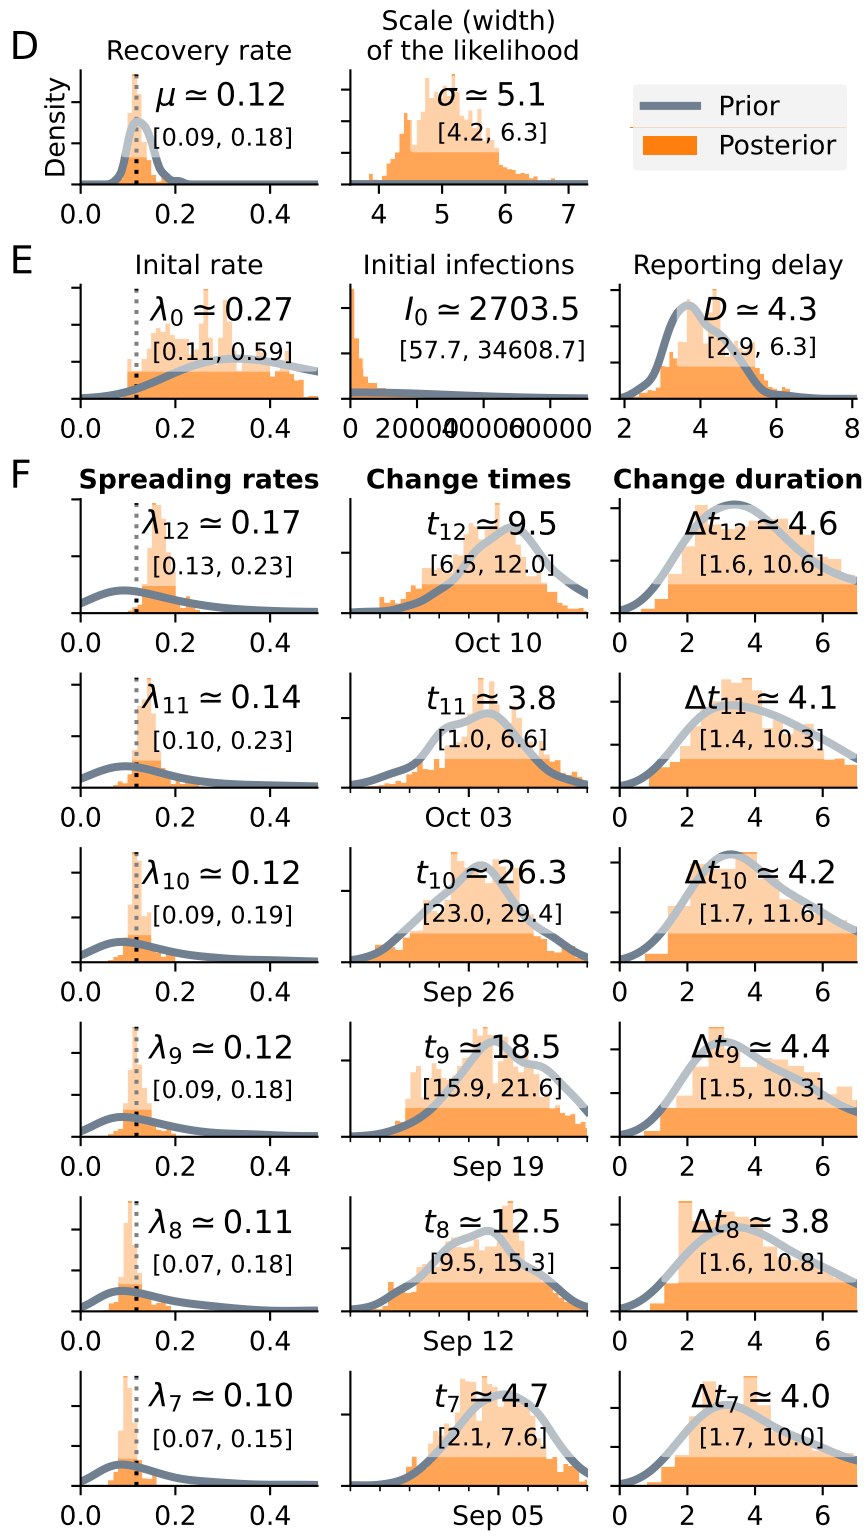 D
Recovery rate
Scale (width)
of the likelihood
Density
μ ≃ 0.12
[0.09, 0.18]
σ ≃ 5.1
[4.2, 6.3]
Prior
Posterior
0.0 0.2 0.4
4 5 6 7
E
Inital rate
Initial infections
Reporting delay
λ0 ≃ 0.27
[0.11, 0.59]
I0 ≃ 2703.5
[57.7, 34608.7]
D ≃ 4.3
[2.9, 6.3]
0.0 0.2 0.4
0 20000 40000 60000
2 4 6 8
F
Spreading rates
Change times
Change duration
λ12 ≃ 0.17
[0.13, 0.23]
t12 ≃ 9.5
[6.5, 12.0]
Δt12 ≃ 4.6
[1.6, 10.6]
0.0 0.2 0.4
Oct 10
0 2 4 6
λ11 ≃ 0.14
[0.10, 0.23]
t11 ≃ 3.8
[1.0, 6.6]
Δt11 ≃ 4.1
[1.4, 10.3]
0.0 0.2 0.4
Oct 03
0 2 4 6
λ10 ≃ 0.12
[0.09, 0.19]
t10 ≃ 26.3
[23.0, 29.4]
Δt10 ≃ 4.2
[1.7, 11.6]
0.0 0.2 0.4
Sep 26
0 2 4 6
λ9 ≃ 0.12
[0.09, 0.18]
t9 ≃ 18.5
[15.9, 21.6]
Δt9 ≃ 4.4
[1.5, 10.3]
0.0 0.2 0.4
Sep 19
0 2 4 6
λ8 ≃ 0.11
[0.07, 0.18]
t8 ≃ 12.5
[9.5, 15.3]
Δt8 ≃ 3.8
[1.6, 10.8]
0.0 0.2 0.4
Sep 12
0 2 4 6
λ7 ≃ 0.10
[0.07, 0.15]
t7 ≃ 4.7
[2.1, 7.6]
Δt7 ≃ 4.0
[1.7, 10.0]
0.0 0.2 0.4
Sep 05
0 2 4 6